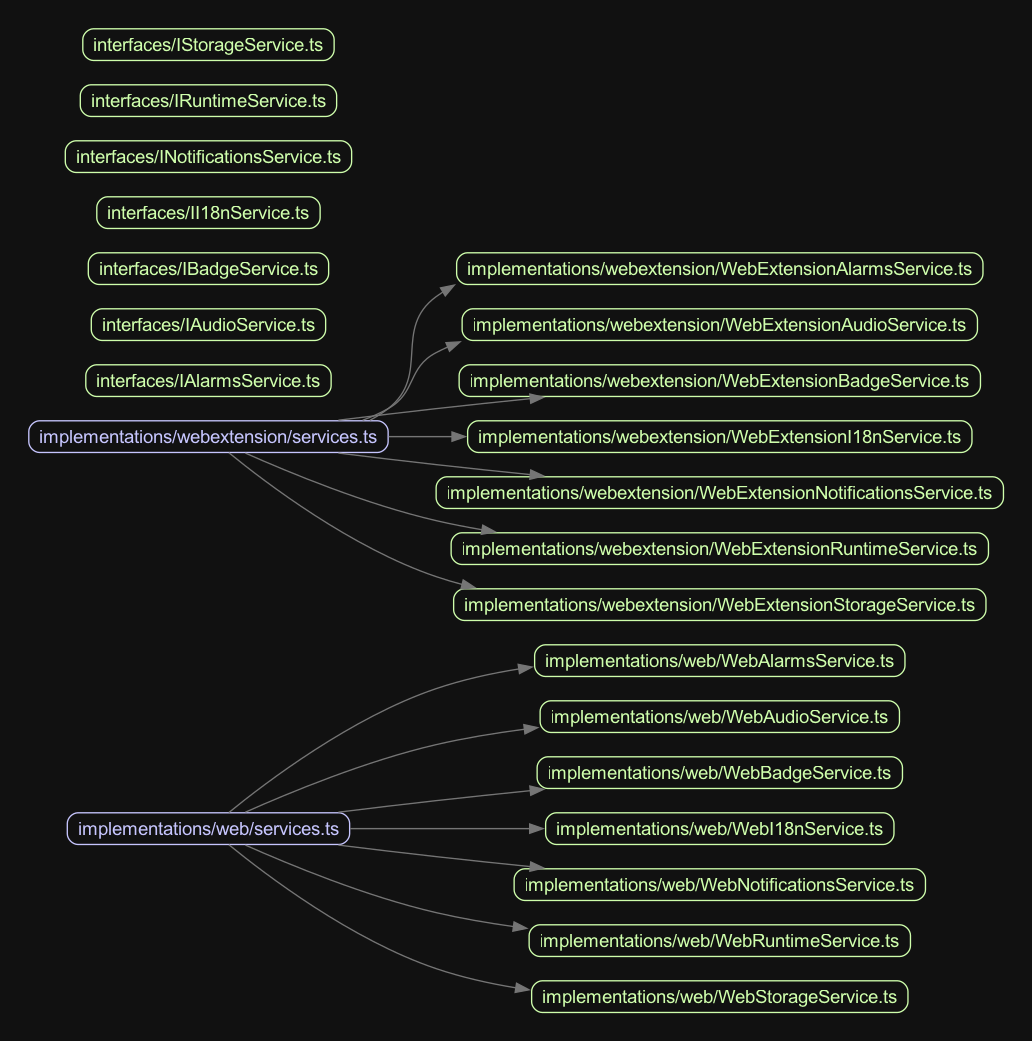 interfaces/IStorageService.ts
interfaces/IRuntimeService.ts
interfaces/INotificationsService.ts
interfaces/II18nService.ts
interfaces/IBadgeService.ts
implementations/webextension/WebExtensionAlarmsService.ts
interfaces/IAudioService.ts
implementations/webextension/WebExtensionAudioService.ts
interfaces/IAlarmsService.ts
implementations/webextension/WebExtensionBadgeService.ts
implementations/webextension/services.ts
implementations/webextension/WebExtensionI18nService.ts
implementations/webextension/WebExtensionNotificationsService.ts
implementations/webextension/WebExtensionRuntimeService.ts
implementations/webextension/WebExtensionStorageService.ts
implementations/web/WebAlarmsService.ts
implementations/web/WebAudioService.ts
implementations/web/WebBadgeService.ts
implementations/web/services.ts
implementations/web/WebI18nService.ts
implementations/web/WebNotificationsService.ts
implementations/web/WebRuntimeService.ts
implementations/web/WebStorageService.ts